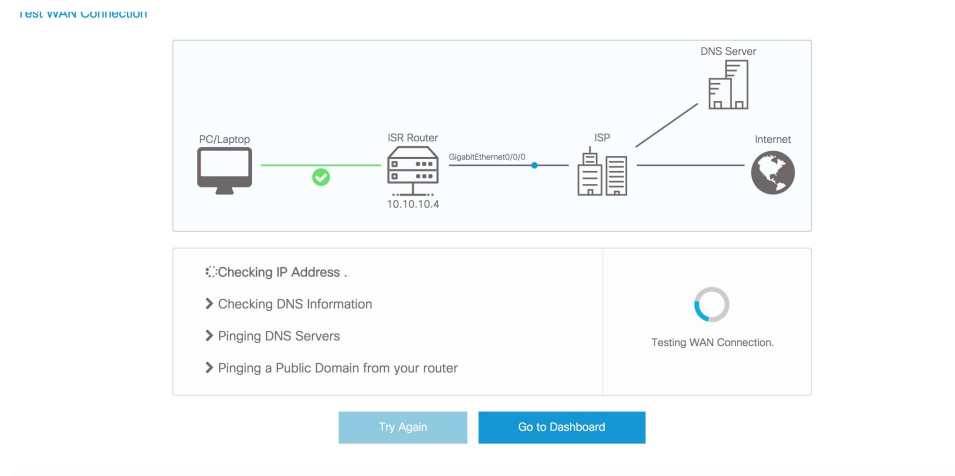 Test WAN Connection
DNS Server
PC/Laptop
ISR Router
ISP
Internet
GigabitEthernet0/0/0
10.10.10.4
Checking IP Address .
Checking DNS Information
Pinging DNS Servers
Pinging a Public Domain from your router
Testing WAN Connection.
Try Again
Go to Dashboard